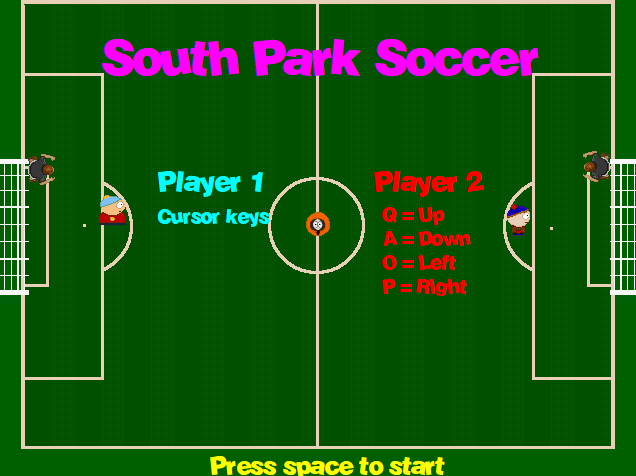 South Park Soccer
Player 1
Cursor keys
Player 2
Q = Up
A = Down
O = Left
P = Right
Press space to start